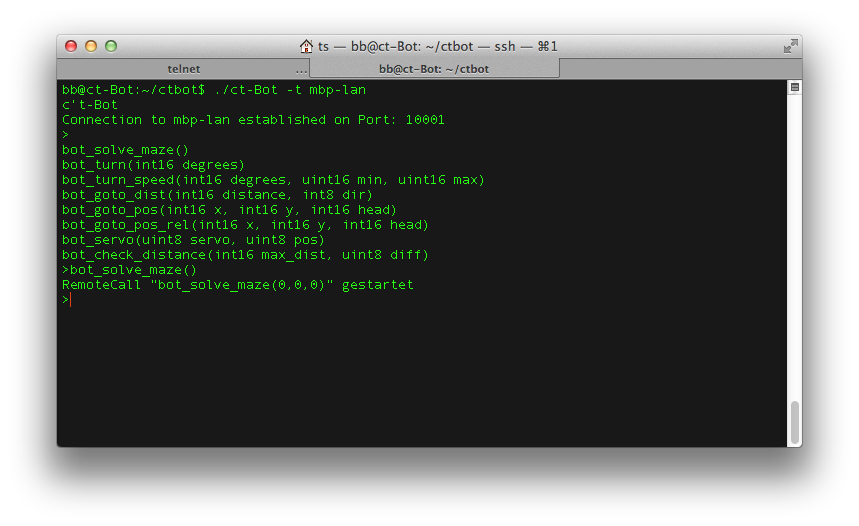 ts — bb@ct-Bot: ~/ctbot — ssh — ⌘1
telnet ... bb@ct-Bot: ~/ctbot
bb@ct-Bot:~/ctbot$ ./ct-Bot -t mbp-lan
c't-Bot
Connection to mbp-lan established on Port: 10001
>
bot_solve_maze()
bot_turn(int16 degrees)
bot_turn_speed(int16 degrees, uint16 min, uint16 max)
bot_goto_dist(int16 distance, int8 dir)
bot_goto_pos(int16 x, int16 y, int16 head)
bot_goto_pos_rel(int16 x, int16 y, int16 head)
bot_servo(uint8 servo, uint8 pos)
bot_check_distance(int16 max_dist, uint8 diff)
>bot_solve_maze()
RemoteCall "bot_solve_maze(0,0,0)" gestartet
>